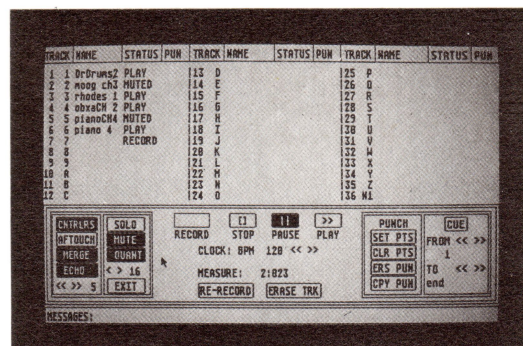 TRACK NAME STATUS PUN TRACK NAME STATUS PUN TRACK NAME STATUS PUN
1 1 DrDrums2 PLAY 13 D 25 P
2 2 moog ch3 MUTED 14 E 26 Q
3 3 rhodes 1 PLAY 15 F 27 R
4 4 obxaCH 2 PLAY 16 G 28 S
5 5 pianoCH4 MUTED 17 H 29 T
6 6 piano 4 PLAY 18 I 30 U
7 7 RECORD 19 J 31 V
8 8 20 K 32 W
9 9 21 L 33 X
10 A 22 M 34 Y
11 B 23 N 35 Z
12 C 24 O 36 Ni
CNTRLRS SOLO RECORD [] STOP || PAUSE >> PLAY PUNCH CUE
AFTOUCH MUTE CLOCK: BPM 120 << >> SET PTS FROM << >>
MERGE QUANT CLR PTS 1
ECHO < > 16 MEASURE: 2:023 ERS PUN TO << >>
<< >> 5 EXIT RE-RECORD ERASE TRK CPY PUN end
MESSAGES: